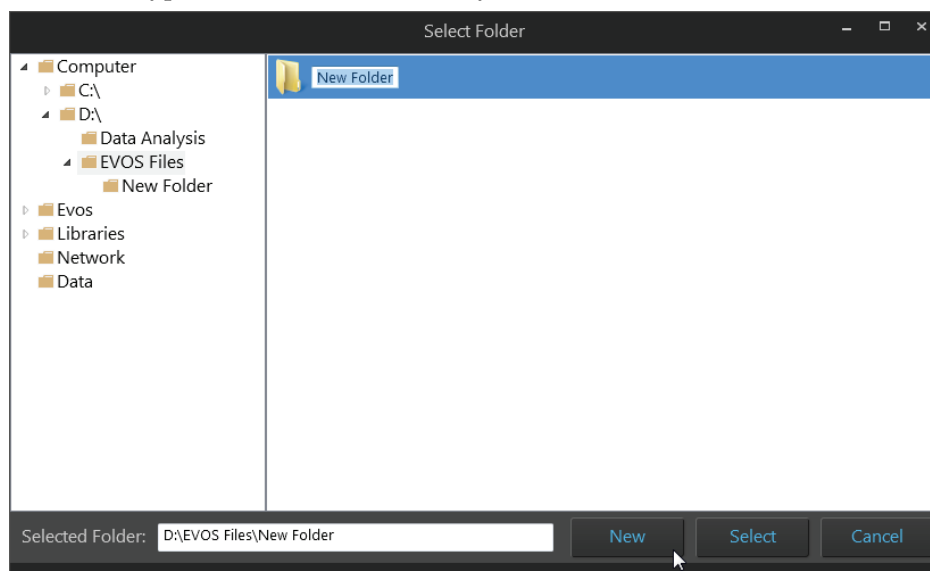 Select Folder
Computer
C:\
D:\
Data Analysis
EVOS Files
New Folder
Evos
Libraries
Network
Data
New Folder
Selected Folder: D:\EVOS Files\New Folder
New
Select
Cancel